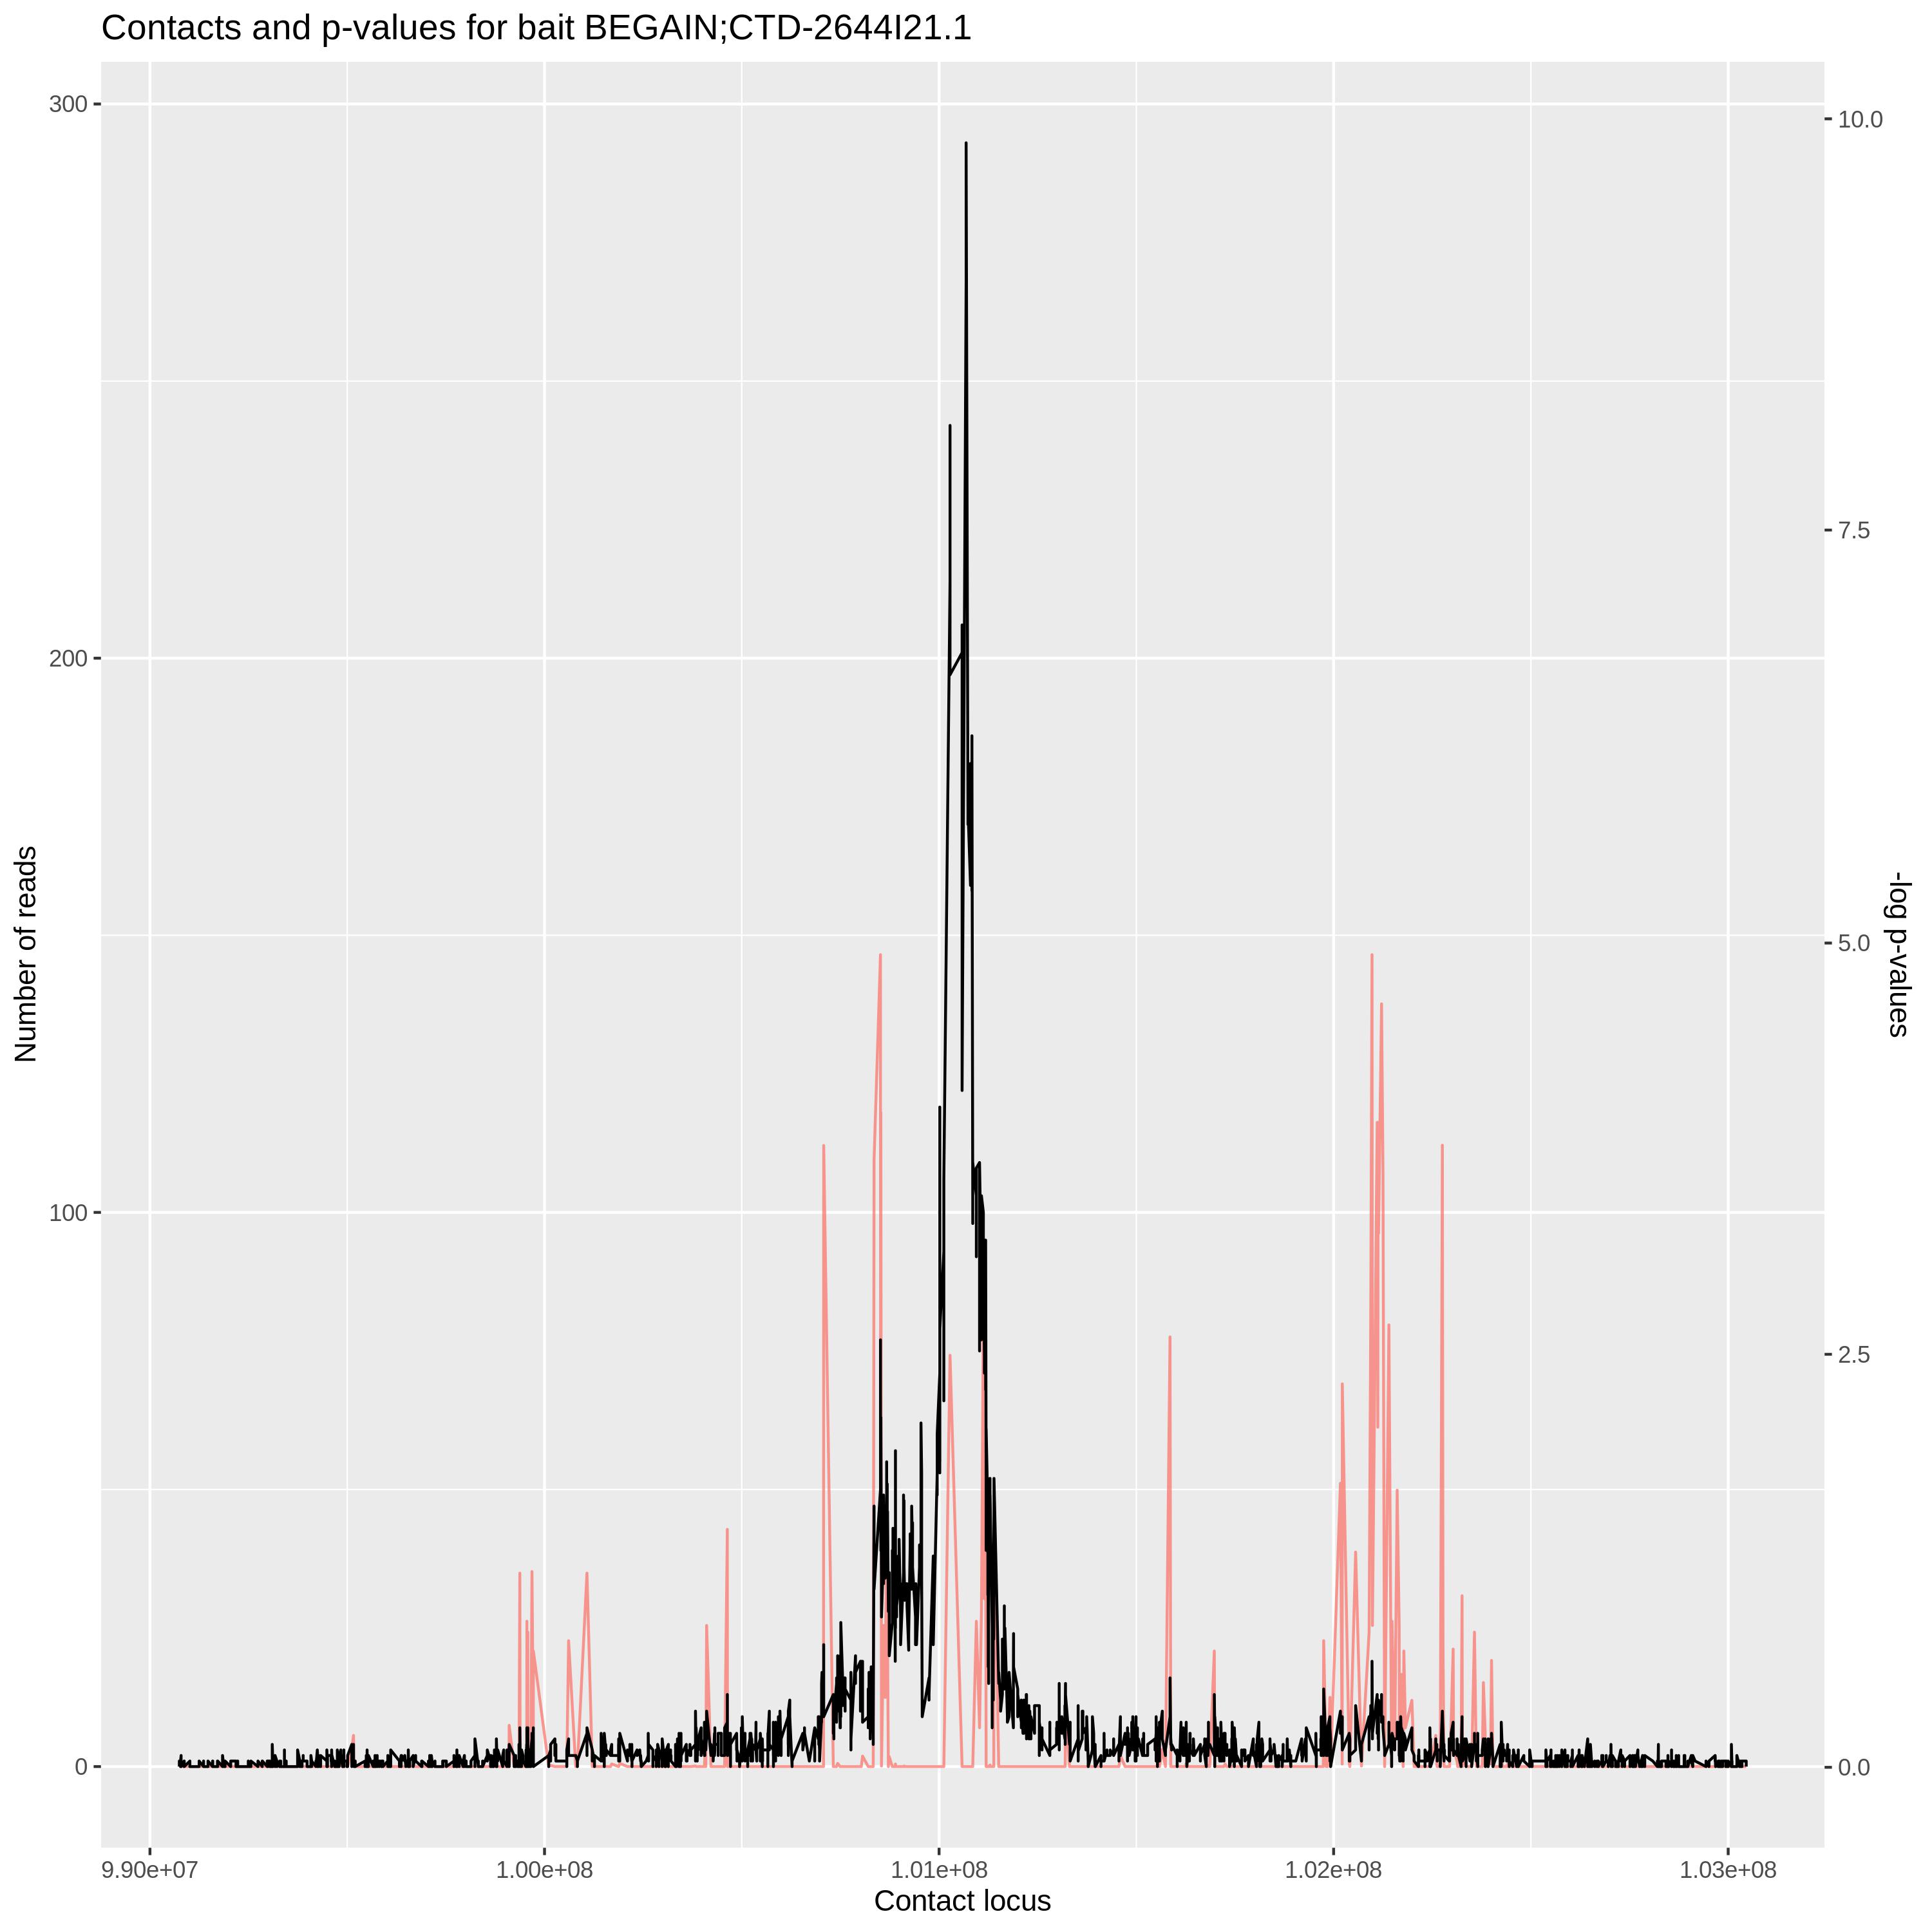 Contacts and p-values for bait BEGAIN;CTD-2644I21.1
300
200
100
0
Number of reads
10.0
7.5
5.0
2.5
0.0
-log p-values
9.90e+07
1.00e+08
1.01e+08
1.02e+08
1.03e+08
Contact locus